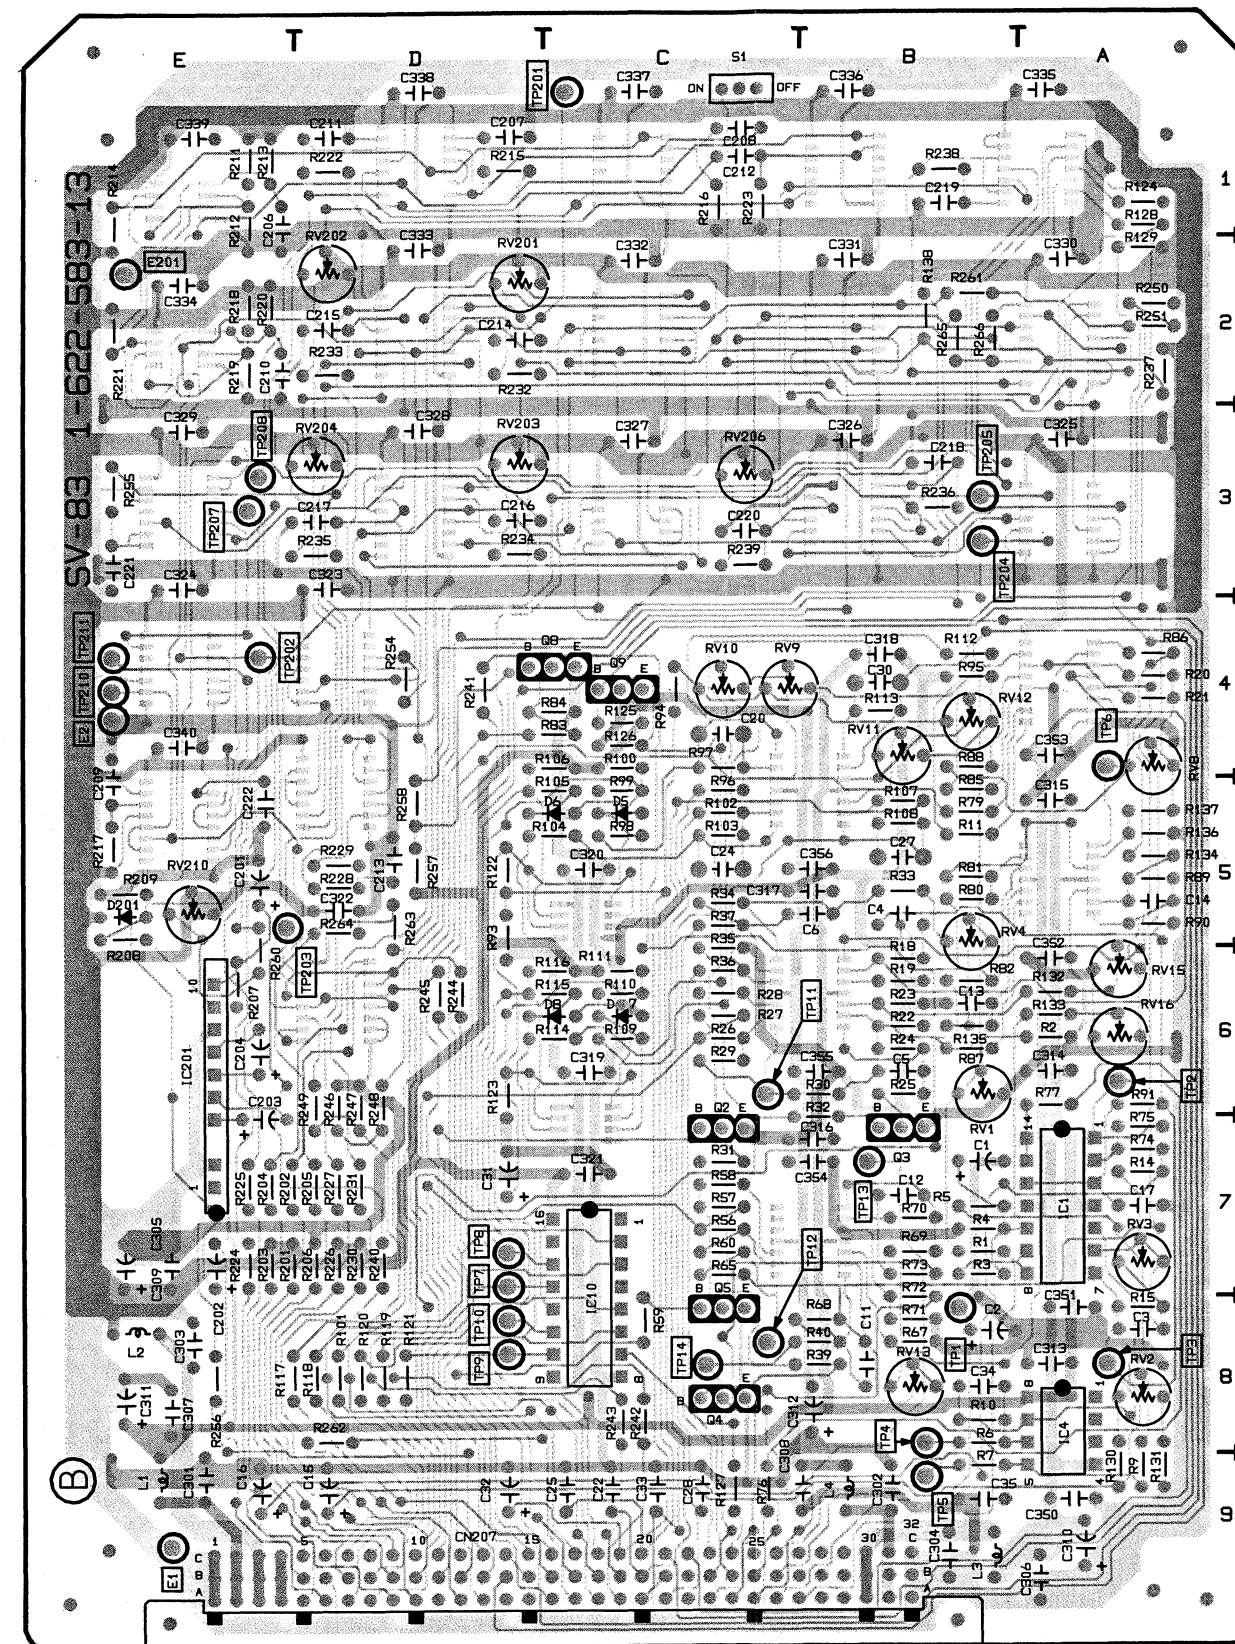 T T T T
E D C B A
C338 TP201 C337 S1 C336 C335
ON OFF
C339 C211 C207 C208
R214 R211 R213 R222 R215 C212 R238
1
R212 C206 R216 R223 C219 R124
R128
RV202 C333 RV201 C332 C331 R138 C330 R129
E201 R261
C334 R218 R220 R250
C215 C214 R265 R266 R251
2
R221 R219 C210 R233 R232 R237
C329 TP208 RV204 C328 RV203 C327 RV206 C326 C218 TP205 C325
R255 R236
3
TP207 C217 C216 C220
R235 R234 R239
C221 C324 C323 TP204
SV-83 1-622-583-13
TP211 TP202 R254 B Q8 E RV10 RV9 C318 R112 R86
TP210 B Q9 E C30 R95 R20
4
E2 R241 R84 R125 R94 R113 RV12 R21
R83 R126 C20 RV11 TP6
C340 R97 C353
R106 R100 R88
C209 R105 R99 R96 R85 RV8
C222 R258 D6 D5 R102 R107 R79 C315 R137
R104 R98 R103 R108 R11 R136
R217 RV210 C201 R229 C213 R257 R122 C320 C24 C356 C27 R81 R134
R209 R228 R34 C317 R33 R80 R89
5
D201 C322 R37 C4 C14
R264 R263 R93 R35 C6 R18 RV4 C352 R90
R208 R260 TP203 R116 R111 R36 R19 R82 R132 RV15
10 R207 R245 R244 R115 R110 R28 TP11 R23 C13 R133 RV16
D8 D7 R27 R22
R114 R109 R26 R24 R135 R2
6
IC201 C204 C319 R29 C355 C5 R87 C314
R30 R25 TP2
C203 R249 R246 R247 R248 R123 R32 RV1 R77 R91
B Q2 E B E R75
C316 14 1 R74
R31 Q3 C1
1 R225 R204 R202 R205 R227 R231 C31 C321 R58 C354 R14
R57 TP13 C12 R5 IC1 C17
7
C305 16 1 R56 R70 R4 RV3
TP8 R60 TP12 R69 R1
C309 R224 R203 R201 R206 R226 R230 R240 TP7 IC10 R65 R73 R3
C202 B Q5 E R72 8 C351 7
TP10 R59 R68 R71 C2 R15
L2 C303 R101 R120 R119 R121 R40 C11 R67 C3
TP9 TP14 R39 RV13 TP1 C313 TP3
R117 R118 9 8 RV2
8
C311 C307 R256 B Q4 E C312 C34 8 1
R243 R242 R10
R262 TP4 R6 IC4
C308 R7
B L1 C301 C16 C15 C32 C25 C22 C33 C28 R127 R76 L4 C302 TP5 C35 5 4 R130 R9 R131
C350
9
1 5 10 CN207 15 20 25 30 32 C304 C310
C C
B B L3 C306
E1 A A